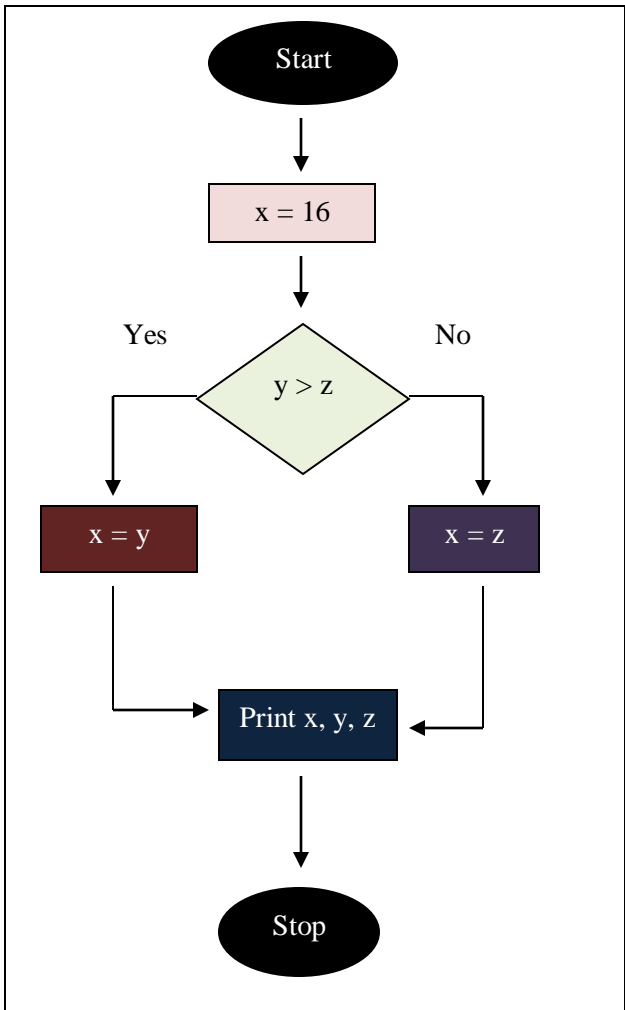 Start
x = 16
Yes
No
y > z
x = y
x = z
Print x, y, z
Stop